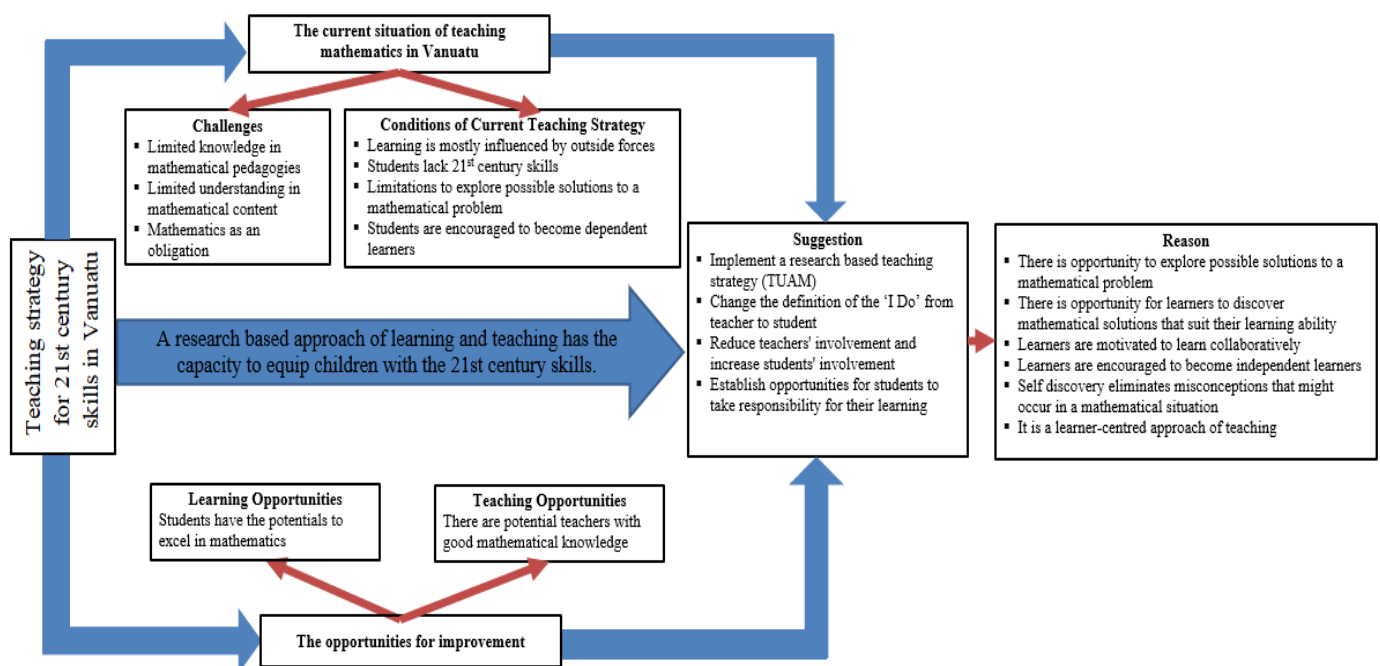 The current situation of teaching
mathematics in Vanuatu
Challenges
▪ Limited knowledge in
mathematical pedagogies
▪ Limited understanding in
mathematical content
▪ Mathematics as an
obligation
Conditions of Current Teaching Strategy
▪ Learning is mostly influenced by outside forces
▪ Students lack 21st century skills
▪ Limitations to explore possible solutions to a
mathematical problem
▪ Students are encouraged to become dependent
learners
Teaching strategy
for 21st century
skills in Vanuatu
A research based approach of learning and teaching has the
capacity to equip children with the 21st century skills.
Suggestion
▪ Implement a research based teaching
strategy (TUAM)
▪ Change the definition of the ‘I Do’ from
teacher to student
▪ Reduce teachers' involvement and
increase students' involvement
▪ Establish opportunities for students to
take responsibility for their learning
Reason
▪ There is opportunity to explore possible solutions to a
mathematical problem
▪ There is opportunity for learners to discover
mathematical solutions that suit their learning ability
▪ Learners are motivated to learn collaboratively
▪ Learners are encouraged to become independent learners
▪ Self discovery eliminates misconceptions that might
occur in a mathematical situation
▪ It is a learner-centred approach of teaching
Learning Opportunities
Students have the potentials to
excel in mathematics
Teaching Opportunities
There are potential teachers with
good mathematical knowledge
The opportunities for improvement